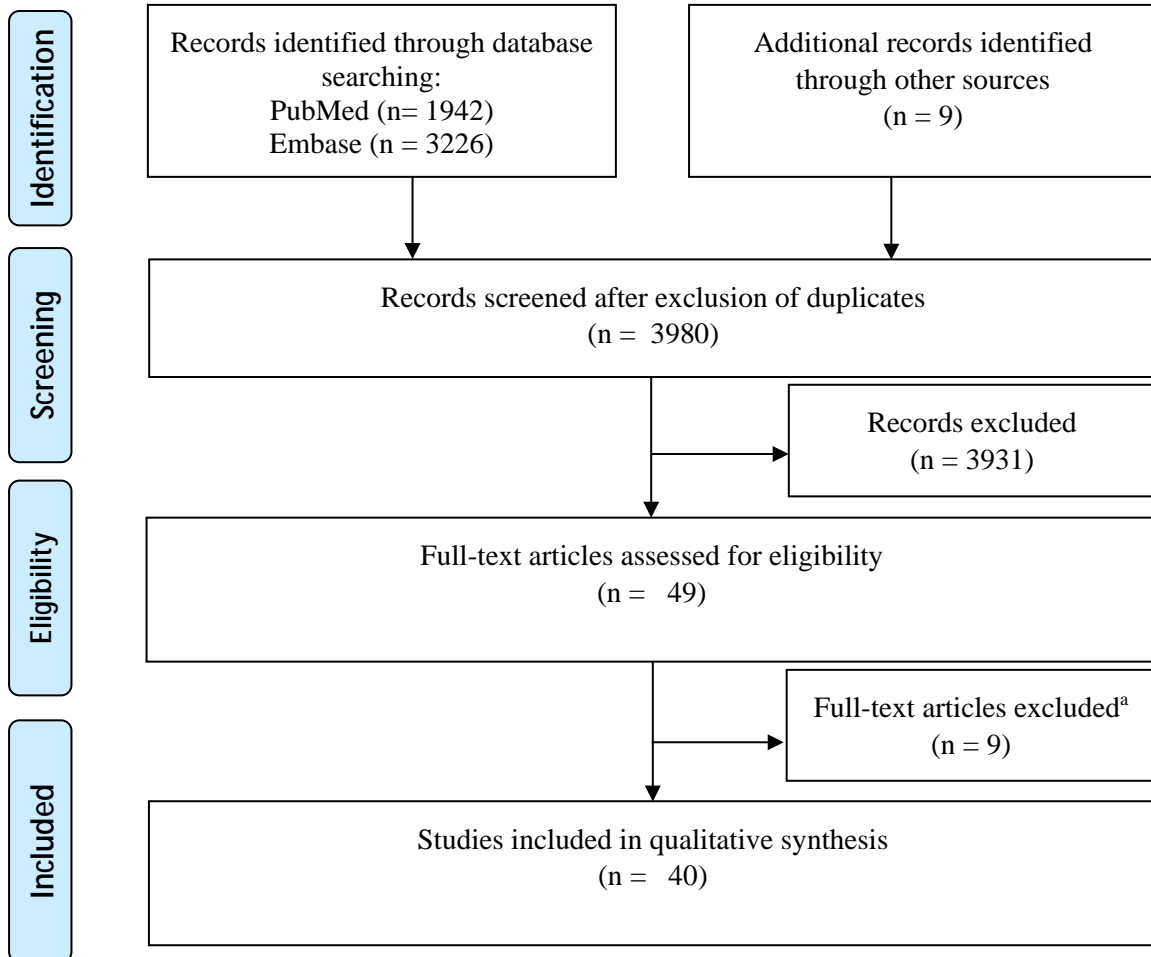 Identification
Records identified through database
searching:
PubMed (n= 1942)
Embase (n = 3226)
Additional records identified
through other sources
(n = 9)
Screening
Records screened after exclusion of duplicates
(n =  3980)
Records excluded
(n = 3931)
Eligibility
Full-text articles assessed for eligibility
(n =   49)
Full-text articles excludedᵃ
(n = 9)
Included
Studies included in qualitative synthesis
(n =   40)